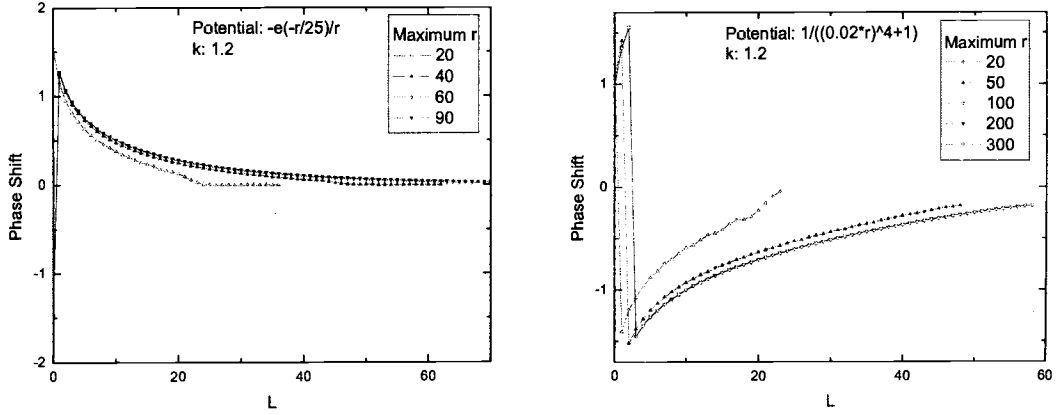 Potential: -e(-r/25)/r
k: 1.2
Maximum r
20
40
60
90
Phase Shift
2
1
0
-1
-2
0 20 40 60
L
Potential: 1/((0.02*r)^4+1)
k: 1.2
Maximum r
20
50
100
200
300
Phase Shift
1
0
-1
0 20 40 60
L